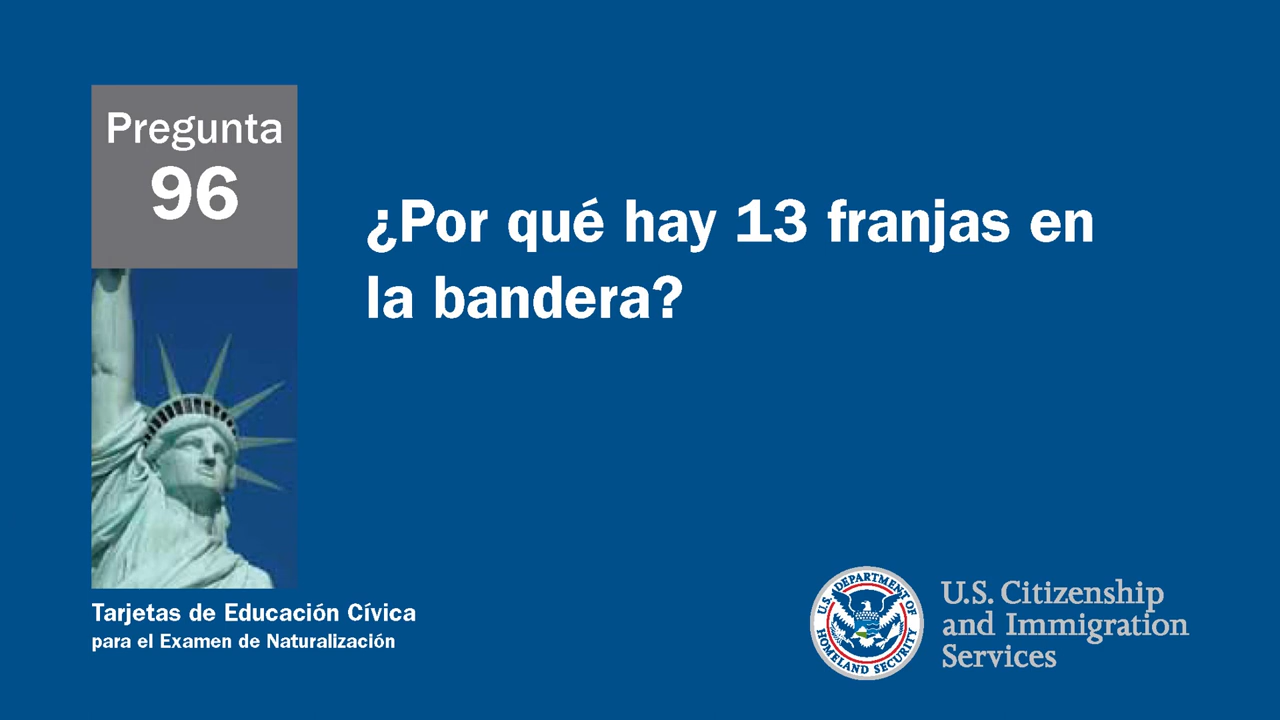 Pregunta
96
¿Por qué hay 13 franjas en
la bandera?
Tarjetas de Educación Cívica
para el Examen de Naturalización
U.S. DEPARTMENT OF
HOMELAND SECURITY
U.S. Citizenship
and Immigration
Services